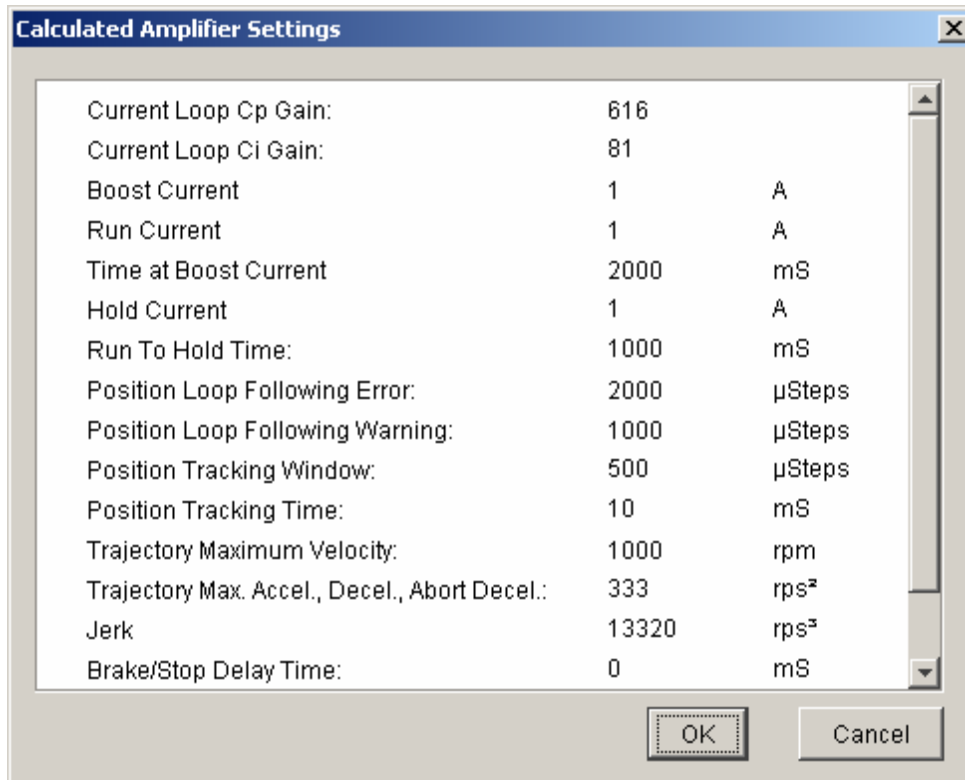 Calculated Amplifier Settings
Current Loop Cp Gain: 616
Current Loop Ci Gain: 81
Boost Current 1 A
Run Current 1 A
Time at Boost Current 2000 mS
Hold Current 1 A
Run To Hold Time: 1000 mS
Position Loop Following Error: 2000 µSteps
Position Loop Following Warning: 1000 µSteps
Position Tracking Window: 500 µSteps
Position Tracking Time: 10 mS
Trajectory Maximum Velocity: 1000 rpm
Trajectory Max. Accel., Decel., Abort Decel.: 333 rps²
Jerk 13320 rps³
Brake/Stop Delay Time: 0 mS
OK Cancel